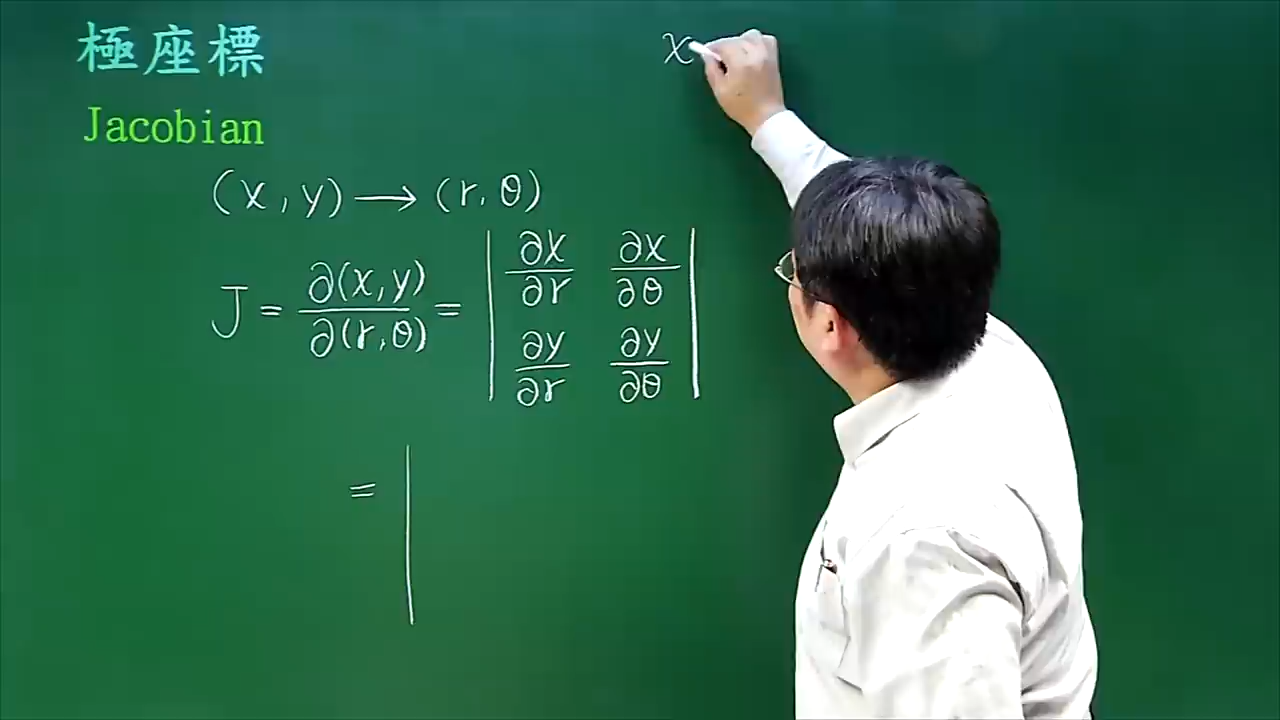 極座標
Jacobian
x
(x, y) → (r, θ)
J = ∂(x, y) / ∂(r, θ) = | ∂x/∂r ∂x/∂θ |
| ∂y/∂r ∂y/∂θ |
= |